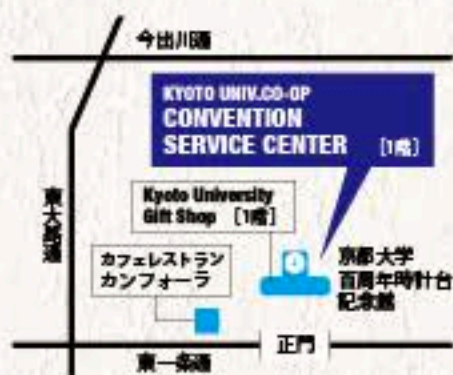 今出川通
KYOTO UNIV.CO-OP
CONVENTION
SERVICE CENTER [1階]
東大路通
Kyoto University
Gift Shop [1階]
カフェレストラン
カンフォーラ
京都大学
百周年時計台
記念館
正門
東一条通